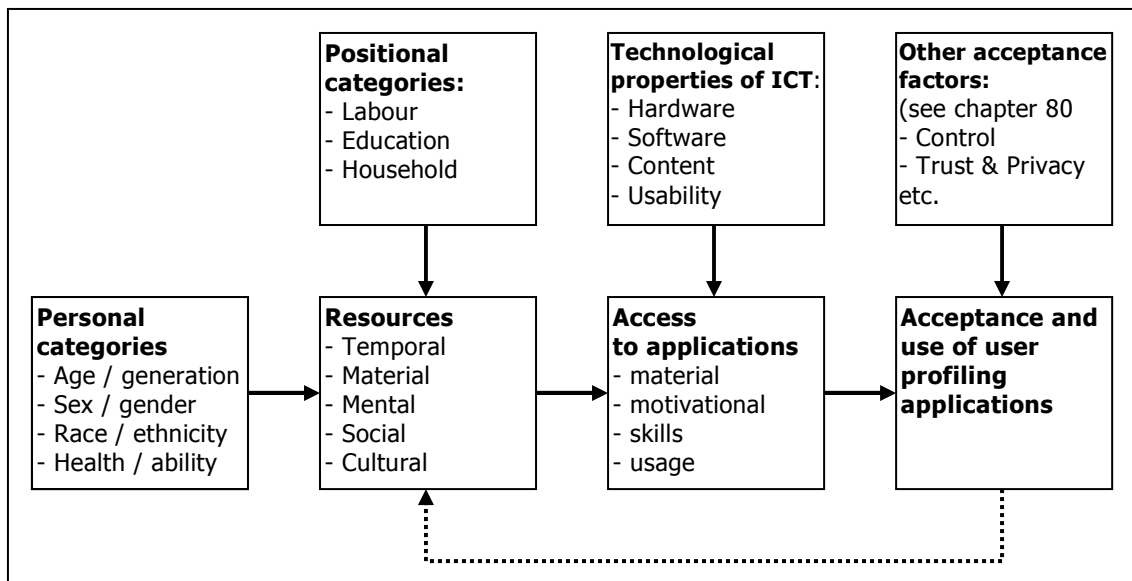 Positional
categories:
- Labour
- Education
- Household
Technological
properties of ICT:
- Hardware
- Software
- Content
- Usability
Other acceptance
factors:
(see chapter 80
- Control
- Trust & Privacy
etc.
Personal
categories
- Age / generation
- Sex / gender
- Race / ethnicity
- Health / ability
Resources
- Temporal
- Material
- Mental
- Social
- Cultural
Access
to applications
- material
- motivational
- skills
- usage
Acceptance and
use of user
profiling
applications